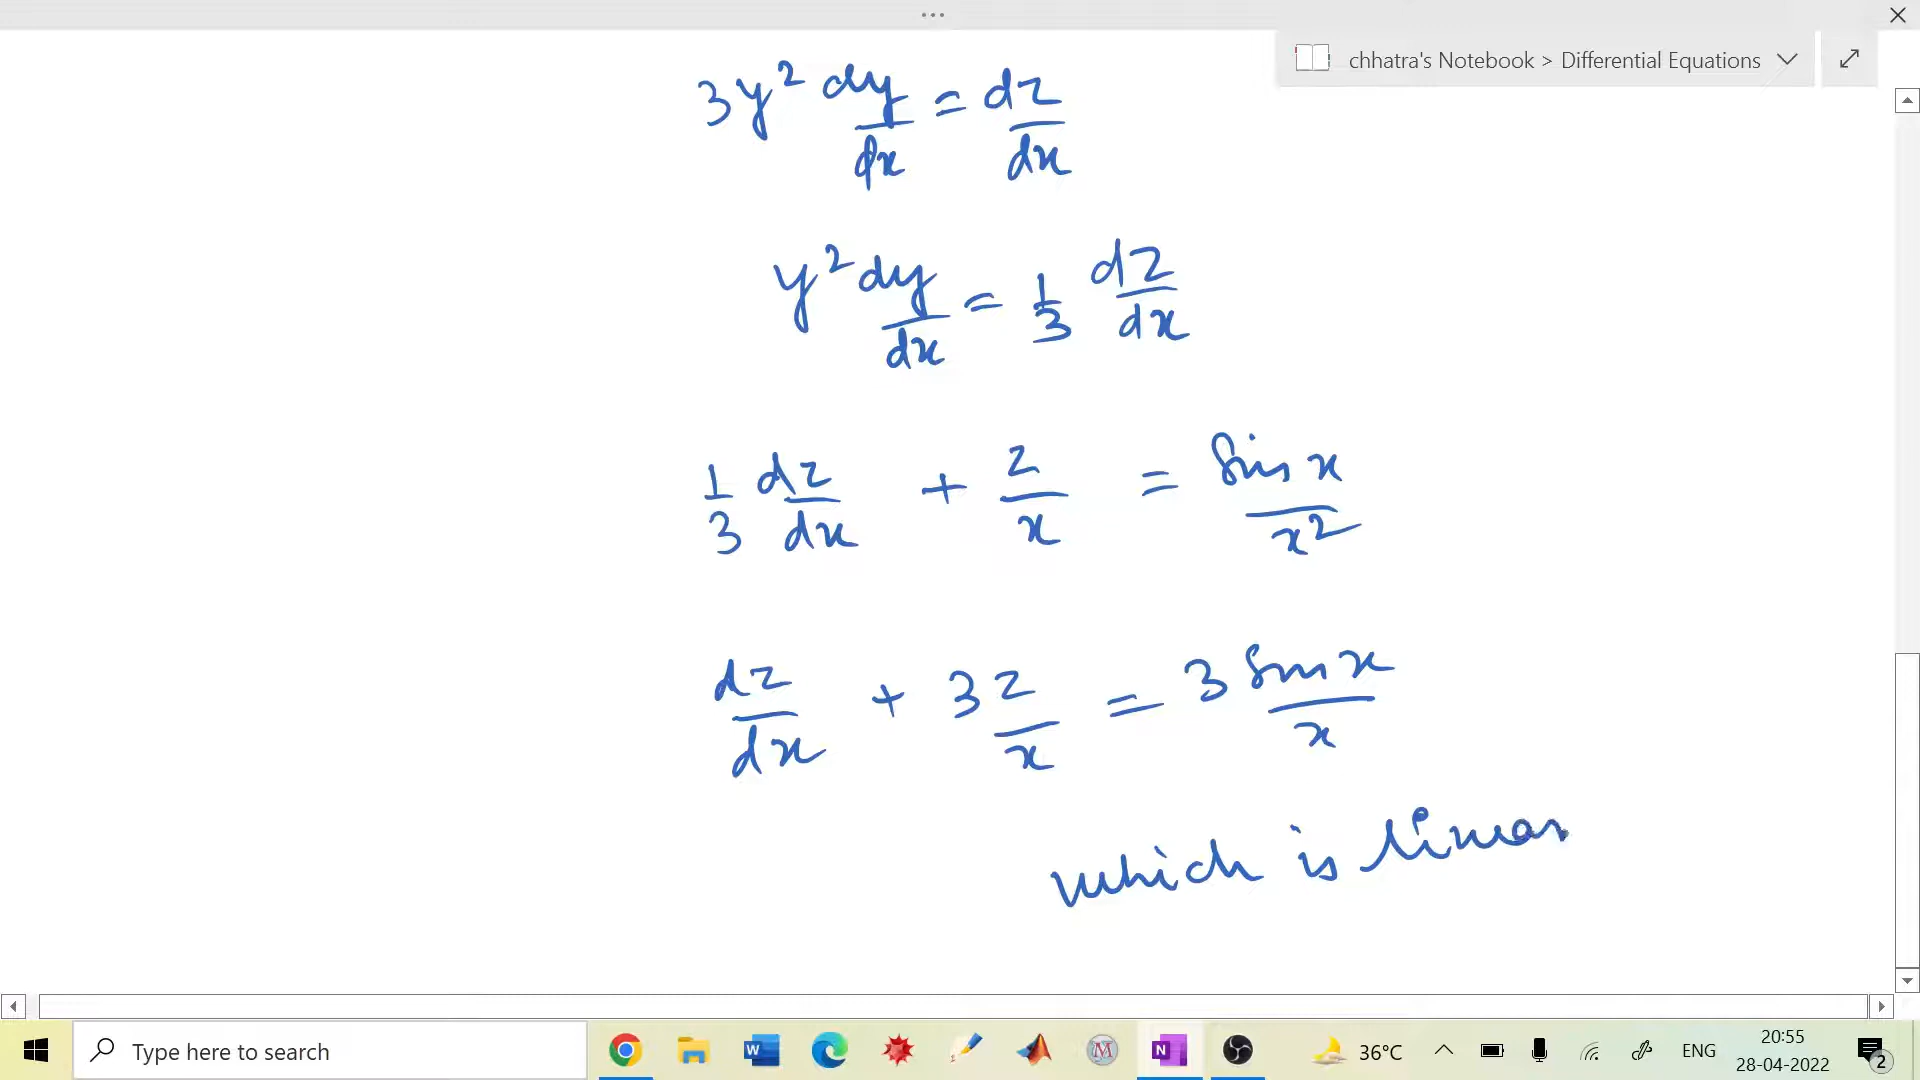 chhatra's Notebook > Differential Equations
3y² dy/dx = dz/dx
y² dy/dx = 1/3 dz/dx
1/3 dz/dx + z/x = sin x/x²
dz/dx + 3z/x = 3 sin x/x
which is linear
Type here to search
36°C
ENG
20:55
28-04-2022
2